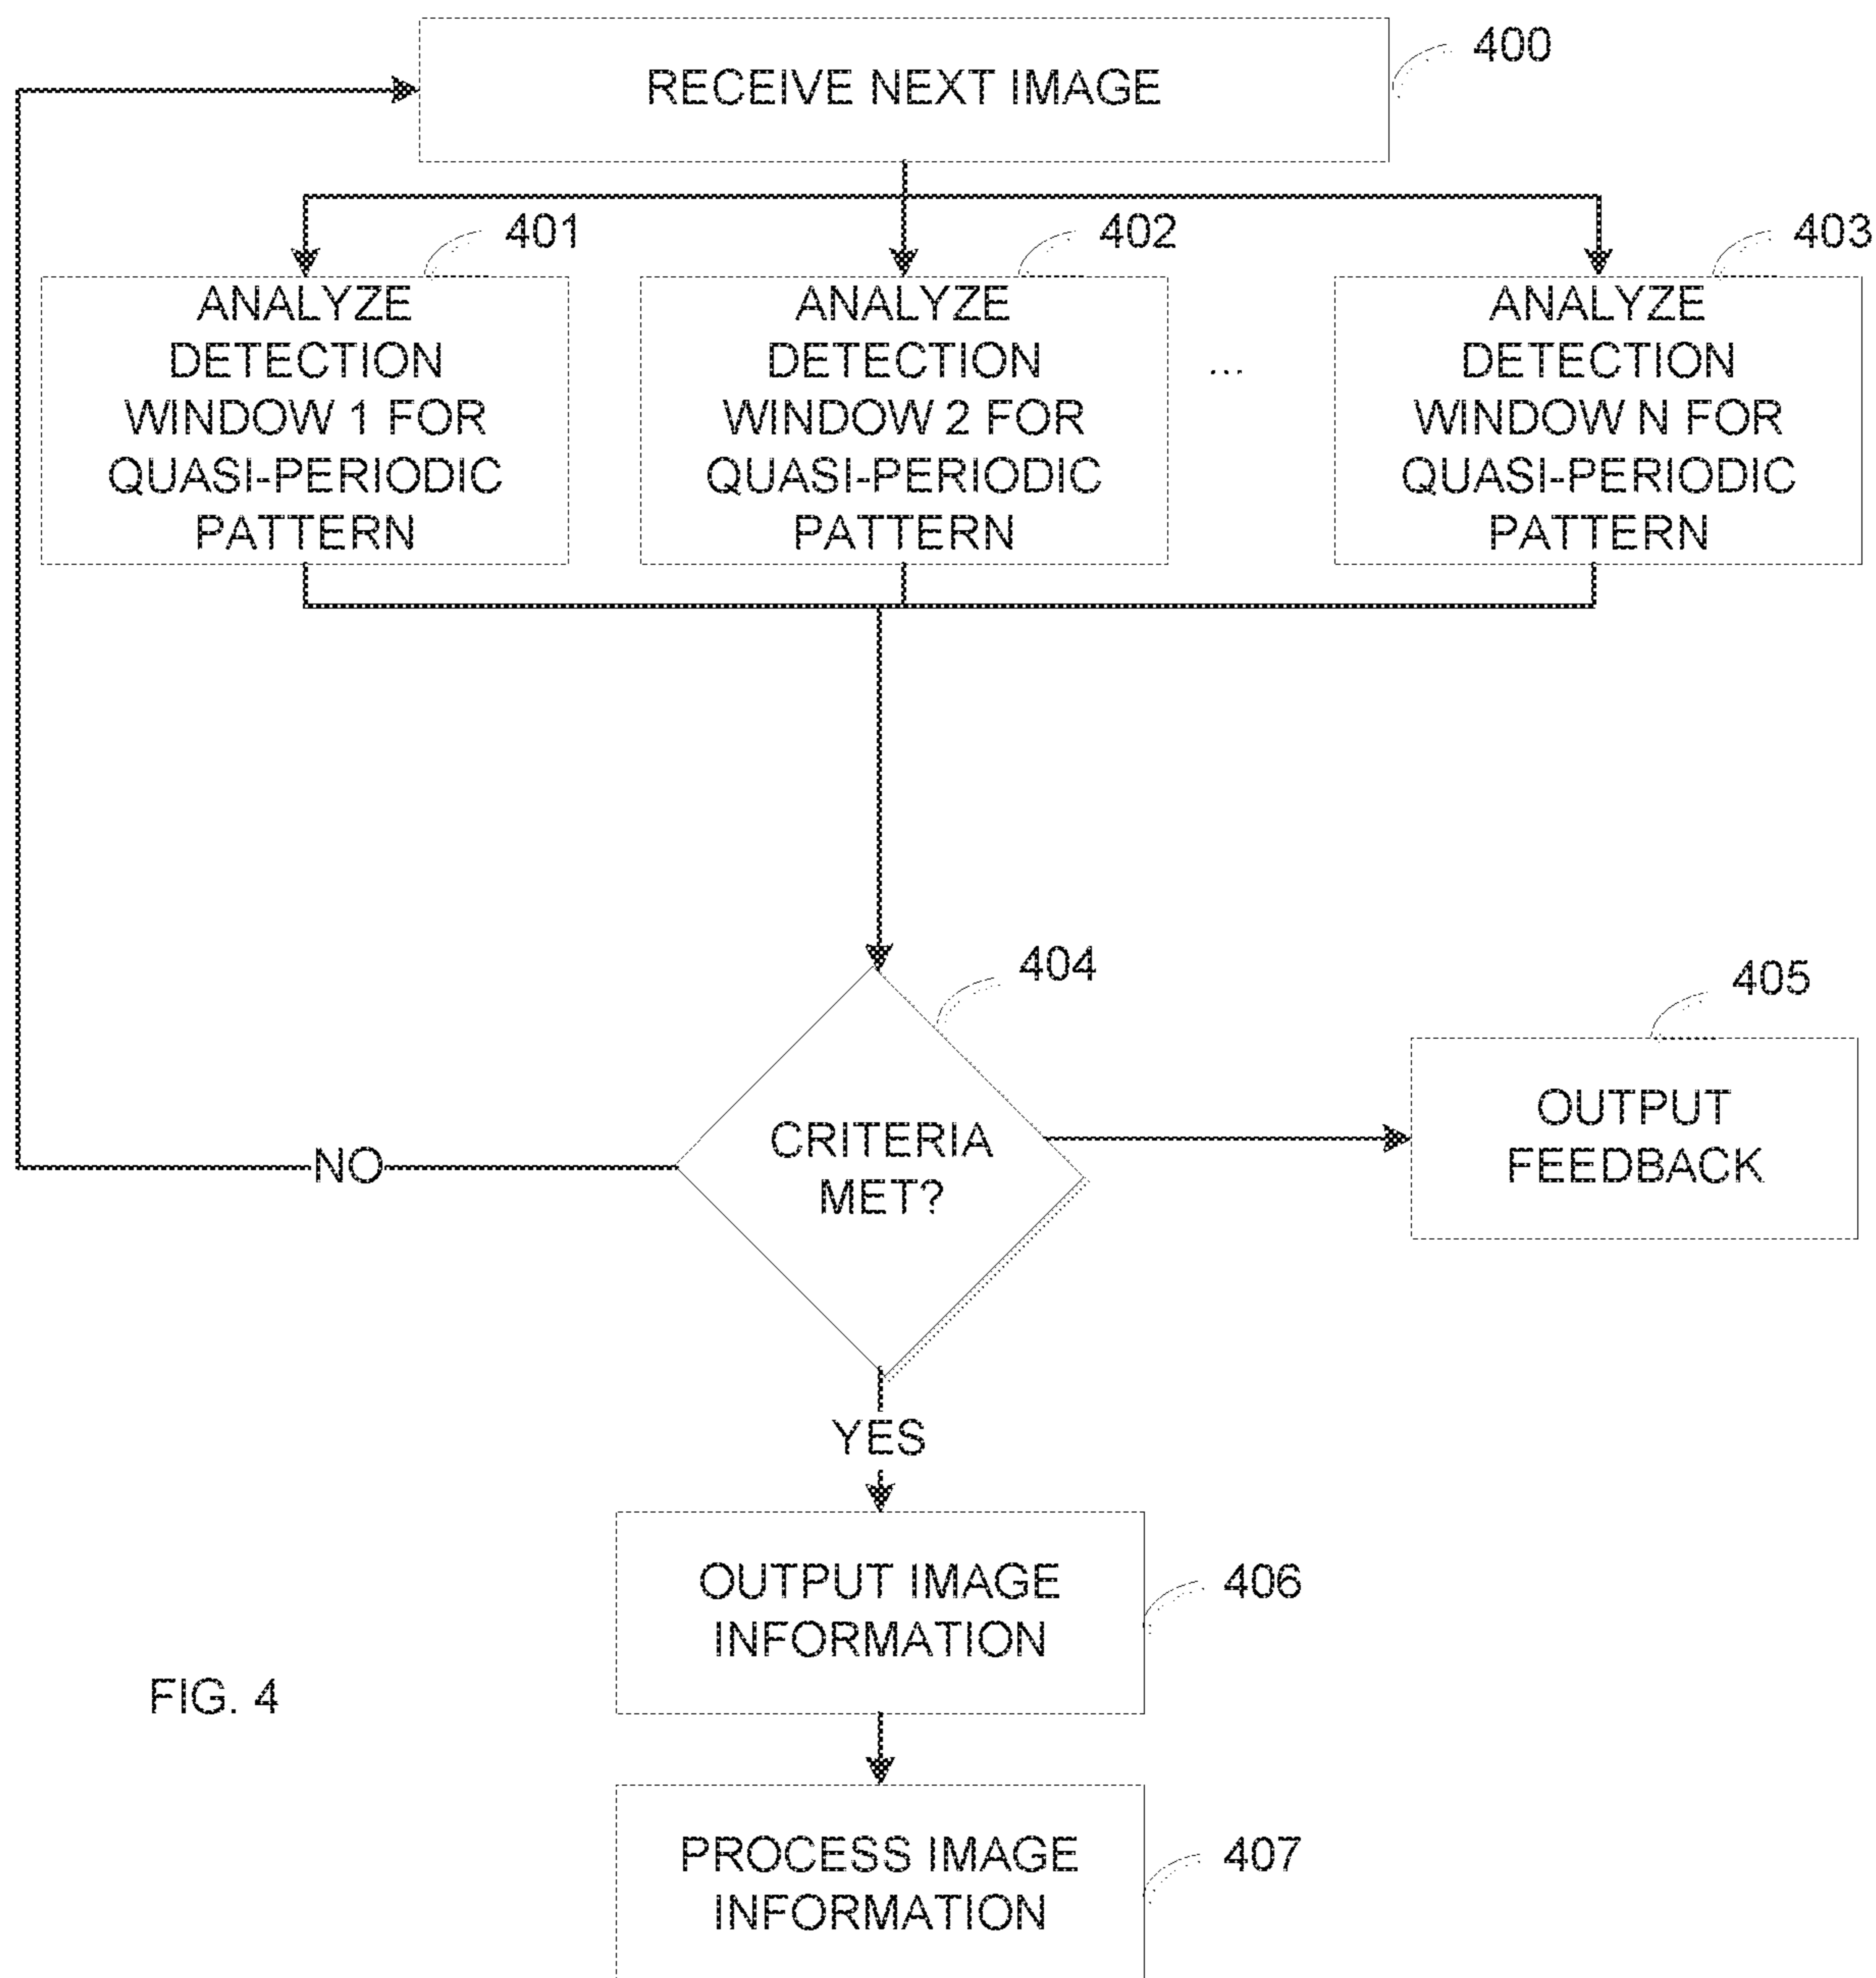 400
RECEIVE NEXT IMAGE
401
402
403
ANALYZE
DETECTION
WINDOW 1 FOR
QUASI-PERIODIC
PATTERN
ANALYZE
DETECTION
WINDOW 2 FOR
QUASI-PERIODIC
PATTERN
...
ANALYZE
DETECTION
WINDOW N FOR
QUASI-PERIODIC
PATTERN
404
405
CRITERIA
MET?
OUTPUT
FEEDBACK
NO
YES
OUTPUT IMAGE
INFORMATION
406
FIG. 4
PROCESS IMAGE
INFORMATION
407